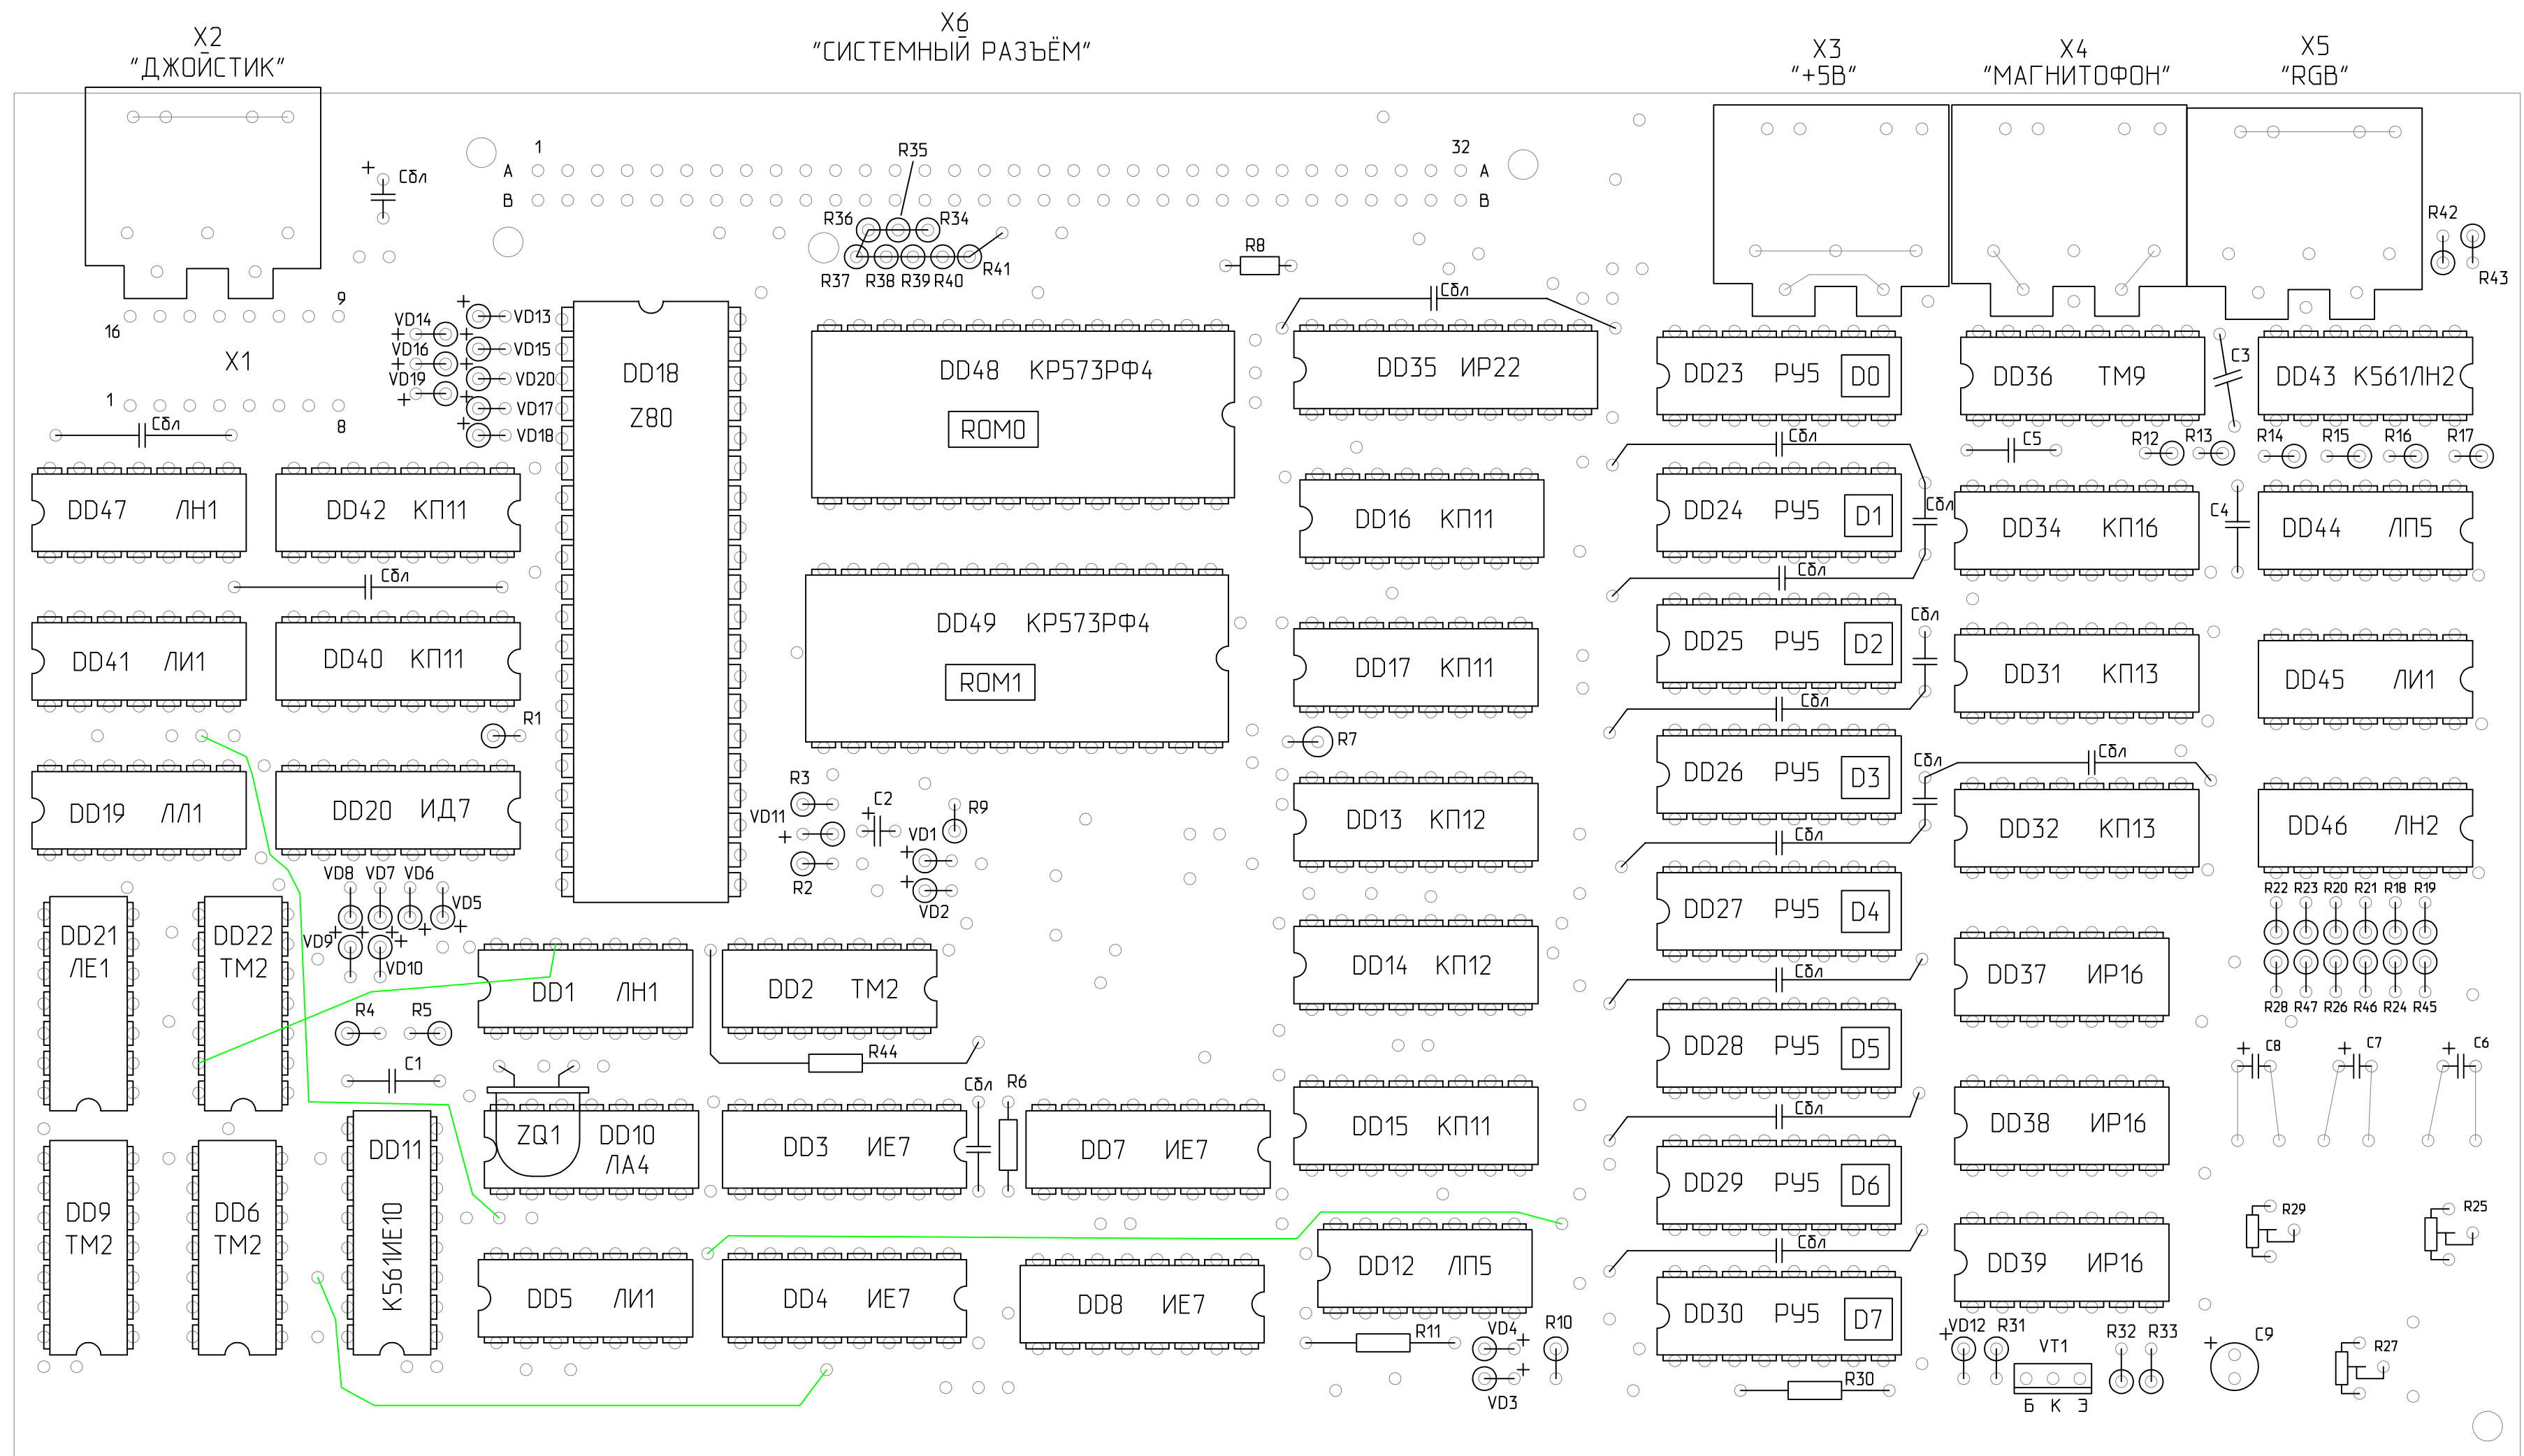 X2
"ДЖОЙСТИК"
X6
"СИСТЕМНЫЙ РАЗЪЁМ"
X3
"+5В"
X4
"МАГНИТОФОН"
X5
"RGB"
1
32
A
A
B
B
+
Сбл
R35
R36
R34
R37
R38
R39
R40
R41
R8
R42
R43
16
9
X1
1
8
Сбл
+
VD13
VD14
+
+
VD15
VD16
+
+
VD20
VD19
+
+
VD17
+
VD18
DD18
Z80
DD48 КР573РФ4
ROM0
Сбл
DD35 ИР22
DD23 РУ5 D0
DD36 ТМ9
C3
DD43 К561ЛН2
Сбл
C5
R12
R13
R14
R15
R16
R17
DD47 ЛН1
DD42 КП11
DD16 КП11
DD24 РУ5 D1
Сбл
DD34 КП16
C4
DD44 ЛП5
Сбл
Сбл
DD41 ЛИ1
DD40 КП11
DD49 КР573РФ4
ROM1
DD17 КП11
DD25 РУ5 D2
Сбл
DD31 КП13
DD45 ЛИ1
R1
R7
Сбл
DD19 ЛЛ1
DD20 ИД7
R3
VD11
+
R2
C2
+
R9
VD1
+
+
VD2
DD13 КП12
DD26 РУ5 D3
Сбл
Сбл
DD32 КП13
DD46 ЛН2
Сбл
VD8
VD7
VD6
VD5
+
+
+
+
VD9
+
VD10
DD21
ЛЕ1
DD22
ТМ2
DD1 ЛН1
DD2 ТМ2
DD14 КП12
DD27 РУ5 D4
DD37 ИР16
R22
R23
R20
R21
R18
R19
R28
R47
R26
R46
R24
R45
R4
R5
C1
R44
Сбл
DD28 РУ5 D5
+
C8
+
C7
+
C6
ZQ1
DD10
ЛА4
DD3 ИЕ7
Сбл
R6
DD7 ИЕ7
DD15 КП11
Сбл
DD38 ИР16
DD9
ТМ2
DD6
ТМ2
DD11
К561ИЕ10
DD29 РУ5 D6
R29
R25
DD5 ЛИ1
DD4 ИЕ7
DD8 ИЕ7
DD12 ЛП5
Сбл
DD39 ИР16
DD30 РУ5 D7
R11
VD4
+
+
VD3
R10
+
VD12
R31
VT1
Б К Э
R32
R33
+
C9
R27
R30